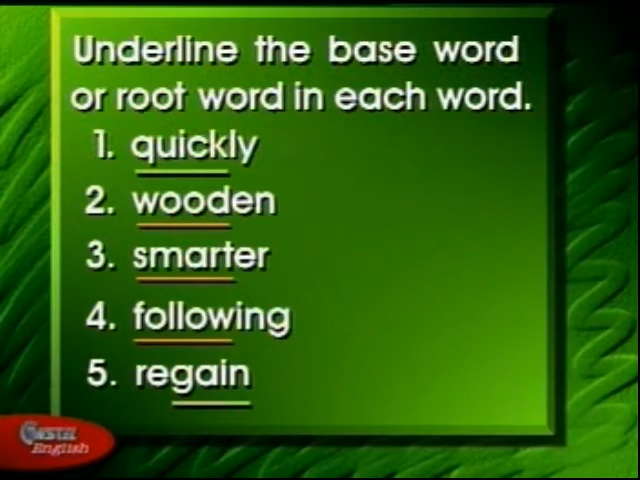 Underline the base word
or root word in each word.
1. quickly
2. wooden
3. smarter
4. following
5. regain
English